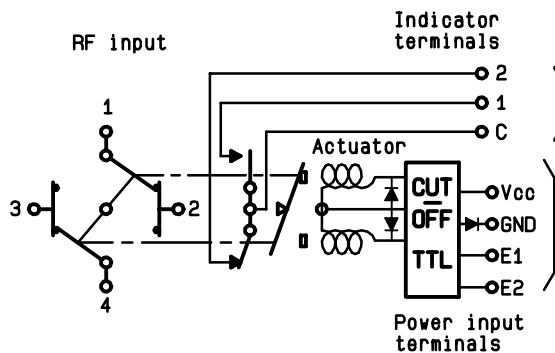 RF input
Indicator
terminals
2
1
C
1
3
2
4
Actuator
CUT
OFF
TTL
Vcc
GND
E1
E2
Power input
terminals